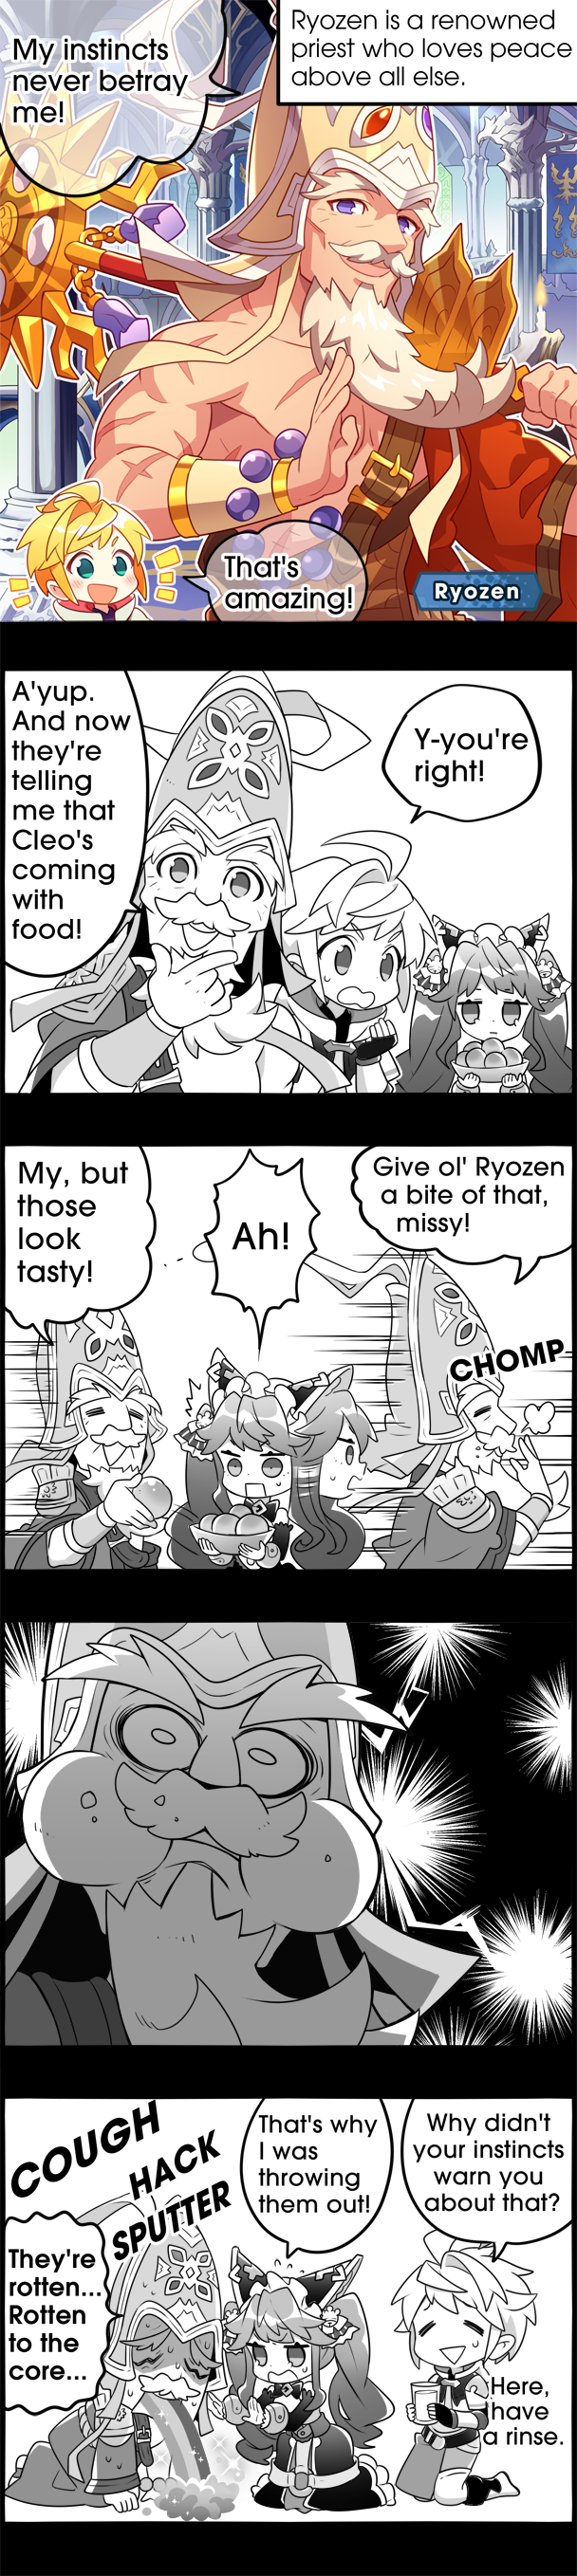 Ryozen is a renowned
priest who loves peace
above all else.
My instincts
never betray
me!
That's
amazing!
Ryozen
A'yup.
And now
they're
telling
me that
Cleo's
coming
with
food!
Y-you're
right!
My, but
those
look
tasty!
Ah!
Give ol' Ryozen
a bite of that,
missy!
CHOMP
COUGH
HACK
SPUTTER
They're
rotten...
Rotten
to the
core...
That's why
I was
throwing
them out!
Why didn't
your instincts
warn you
about that?
Here,
have
a rinse.